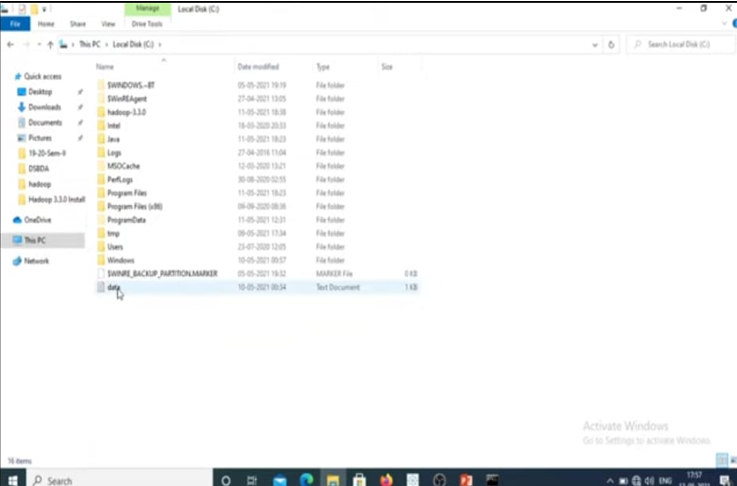 Manage
Local Disk (C:)
File Home Share View Drive Tools
This PC > Local Disk (C:) >
Search Local Disk (C:)
Name Date modified Type Size
Quick access
Desktop
Downloads
Documents
Pictures
19-20-Sem-II
DSBDA
hadoop
Hadoop 3.3.0 Install
OneDrive
This PC
Network
$WINDOWS.~BT 05-05-2021 19:19 File folder
$WinREAgent 27-04-2021 13:05 File folder
hadoop-3.3.0 11-05-2021 18:38 File folder
Intel 18-03-2020 20:33 File folder
Java 11-05-2021 18:23 File folder
Logs 27-04-2018 11:04 File folder
MSOCache 12-03-2020 13:21 File folder
PerfLogs 30-08-2020 02:55 File folder
Program Files 11-05-2021 18:23 File folder
Program Files (x86) 09-09-2020 08:36 File folder
ProgramData 11-05-2021 12:31 File folder
tmp 09-05-2021 17:34 File folder
Users 23-07-2020 12:05 File folder
Windows 10-05-2021 00:57 File folder
$WINRE_BACKUP_PARTITION.MARKER 05-05-2021 19:32 MARKER File 0 KB
data 10-05-2021 00:34 Text Document 1 KB
Activate Windows
Go to Settings to activate Windows.
16 items
Search
ENG
17:57